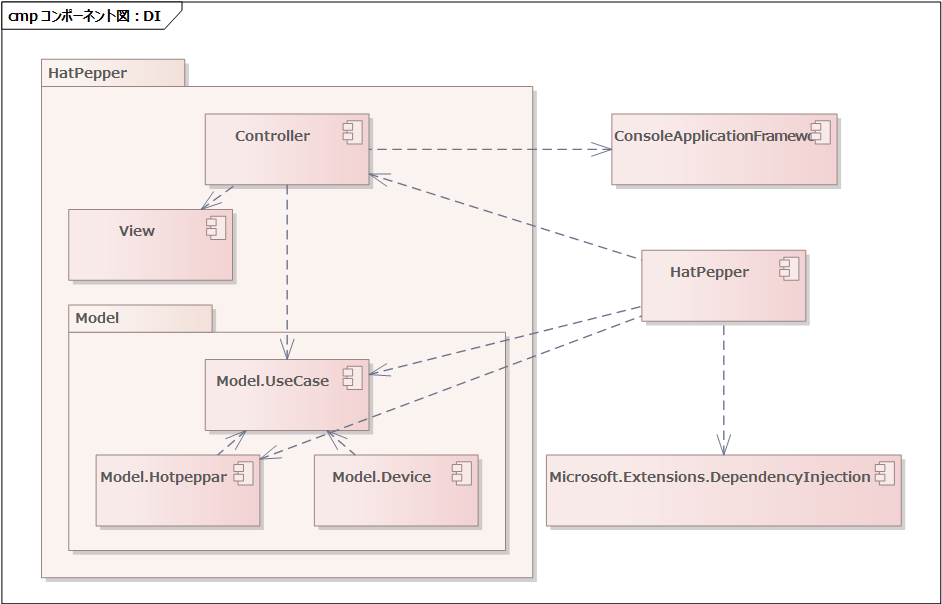 cmp コンポーネント図 : DI
HatPepper
Controller
ConsoleApplicationFramewo
View
HatPepper
Model
Model.UseCase
Model.Hotpeppar
Model.Device
Microsoft.Extensions.DependencyInjection